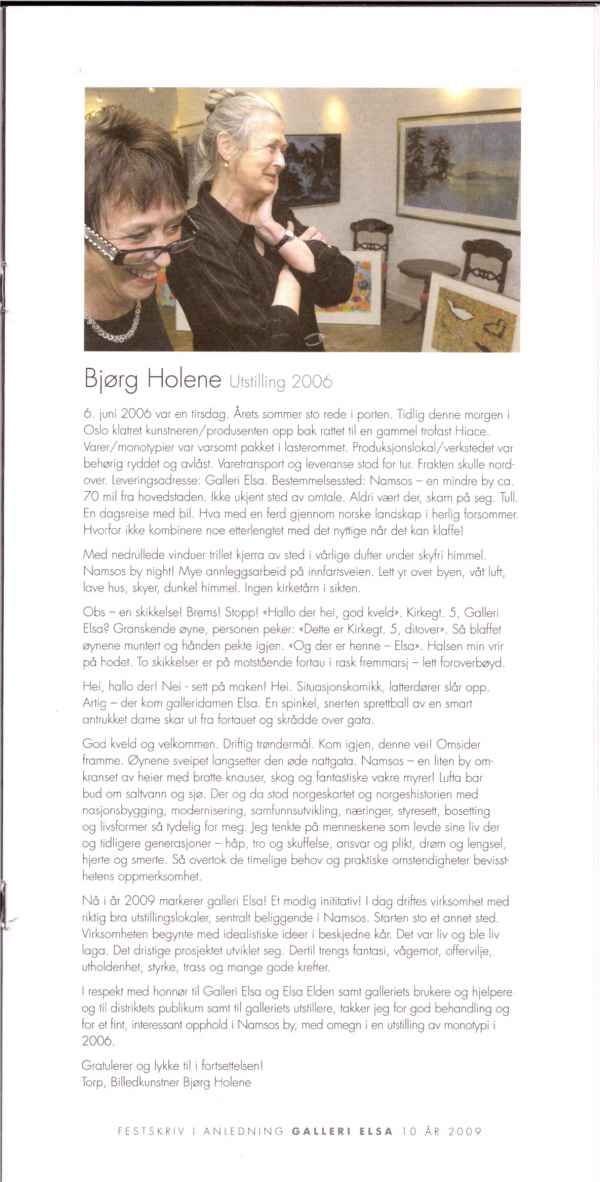 Bjørg Holene Utstilling 2006
6. juni 2006 var en tirsdag. Årets sommer sto rede i porten. Tidlig denne morgen i
Oslo klatret kunstneren/produsenten opp bak rattet til en gammel trofast Hiace.
Varer/monotypier var varsomt pakket i lasterommet. Produksjonslokal/verkstedet var
behørig ryddet og avlåst. Varetransport og leveranse stod for tur. Frakten skulle nord-
over. Leveringsadresse: Galleri Elsa. Bestemmelsessted: Namsos – en mindre by ca.
70 mil fra hovedstaden. Ikke ukjent sted av omtale. Aldri vært der, skam på seg. Tull.
En dagsreise med bil. Hva med en ferd gjennom norske landskap i herlig forsommer.
Hvorfor ikke kombinere noe etterlengtet med det nyttige når det kan klaffe!
Med nedrullede vinduer trillet kjerra av sted i vårlige dufter under skyfri himmel.
Namsos by night! Mye annleggsarbeid på innfartsveien. Lett yr over byen, våt luft,
lave hus, skyer, dunkel himmel. Ingen kirketårn i sikten.
Obs – en skikkelse! Brems! Stopp! «Hallo der hei, god kveld». Kirkegt. 5, Galleri
Elsa? Granskende øyne, personen peker: «Dette er Kirkegt. 5, ditover». Så blaffet
øynene muntert og hånden pekte igjen. «Og der er henne – Elsa». Halsen min vrir
på hodet. To skikkelser er på motstående fortau i rask fremmarsj – lett foroverbøyd.
Hei, hallo der! Nei - sett på maken! Hei. Situasjonskomikk, latterdører slår opp.
Artig – der kom galleridamen Elsa. En spinkel, snerten sprettball av en smart
antrukket dame skar ut fra fortauet og skrådde over gata.
God kveld og velkommen. Driftig trøndermål. Kom igjen, denne vei! Omsider
framme. Øynene sveipet langsetter den øde nattgata. Namsos – en liten by om-
kranset av heier med bratte knauser, skog og fantastiske vakre myrer! Lufta bar
bud om saltvann og sjø. Der og da stod norgeskartet og norgeshistorien med
nasjonsbygging, modernisering, samfunnsutvikling, næringer, styresett, bosetting
og livsformer så tydelig for meg. Jeg tenkte på menneskene som levde sine liv der
og tidligere generasjoner – håp, tro og skuffelse, ansvar og plikt, drøm og lengsel,
hjerte og smerte. Så overtok de timelige behov og praktiske omstendigheter bevisst-
hetens oppmerksomhet.
Nå i år 2009 markerer galleri Elsa! Et modig inititativ! I dag driftes virksomhet med
riktig bra utstillingslokaler, sentralt beliggende i Namsos. Starten sto et annet sted.
Virksomheten begynte med idealistiske ideer i beskjedne kår. Det var liv og ble liv
laga. Det dristige prosjektet utviklet seg. Dertil trengs fantasi, vågemot, offervilje,
utholdenhet, styrke, trass og mange gode krefter.
I respekt med honnør til Galleri Elsa og Elsa Elden samt galleriets brukere og hjelpere
og til distriktets publikum samt til galleriets utstillere, takker jeg for god behandling og
for et fint, interessant opphold i Namsos by, med omegn i en utstilling av monotypi i
2006.
Gratulerer og lykke til i fortsettelsen!
Torp, Billedkunstner Bjørg Holene
FESTSKRIV I ANLEDNING GALLERI ELSA 10 ÅR 2009